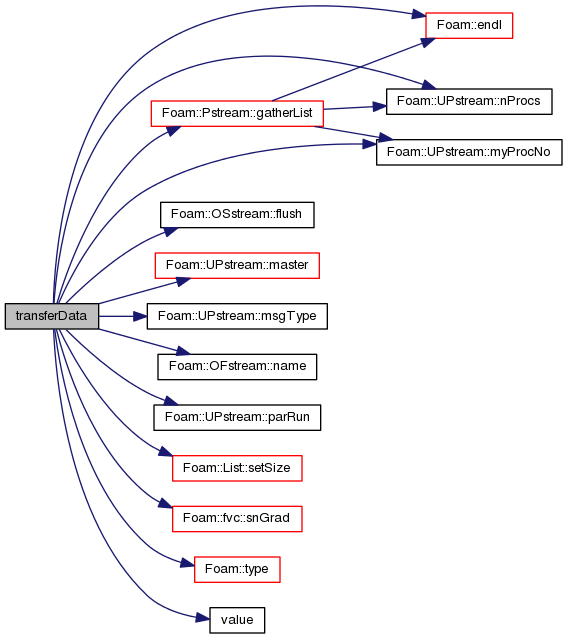 Foam::endl
Foam::UPstream::nProcs
Foam::Pstream::gatherList
Foam::UPstream::myProcNo
Foam::OSstream::flush
Foam::UPstream::master
transferData
Foam::UPstream::msgType
Foam::OFstream::name
Foam::UPstream::parRun
Foam::List::setSize
Foam::fvc::snGrad
Foam::type
value